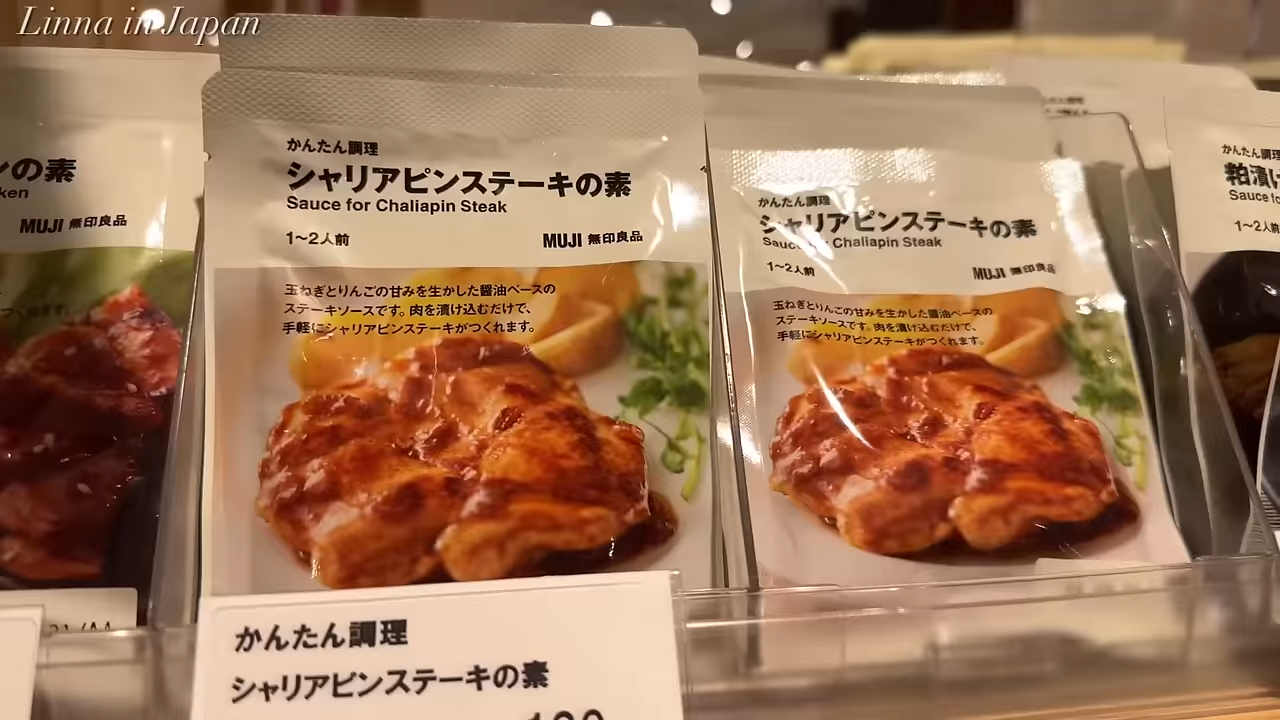 Linna in Japan
ンの素
ken
MUJI 無印良品
かんたん調理
シャリアピンステーキの素
Sauce for Chaliapin Steak
1〜2人前
MUJI 無印良品
玉ねぎとりんごの甘みを生かした醤油ベースの
ステーキソースです。肉を漬け込むだけで、
手軽にシャリアピンステーキがつくれます。
かんたん調理
シャリアピンステーキの素
Sauce for Chaliapin Steak
1〜2人前
MUJI 無印良品
玉ねぎとりんごの甘みを生かした醤油ベースの
ステーキソースです。肉を漬け込むだけで、
手軽にシャリアピンステーキがつくれます。
かんたん調理
粕漬け
Sauce fo
1〜2人前
かんたん調理
シャリアピンステーキの素